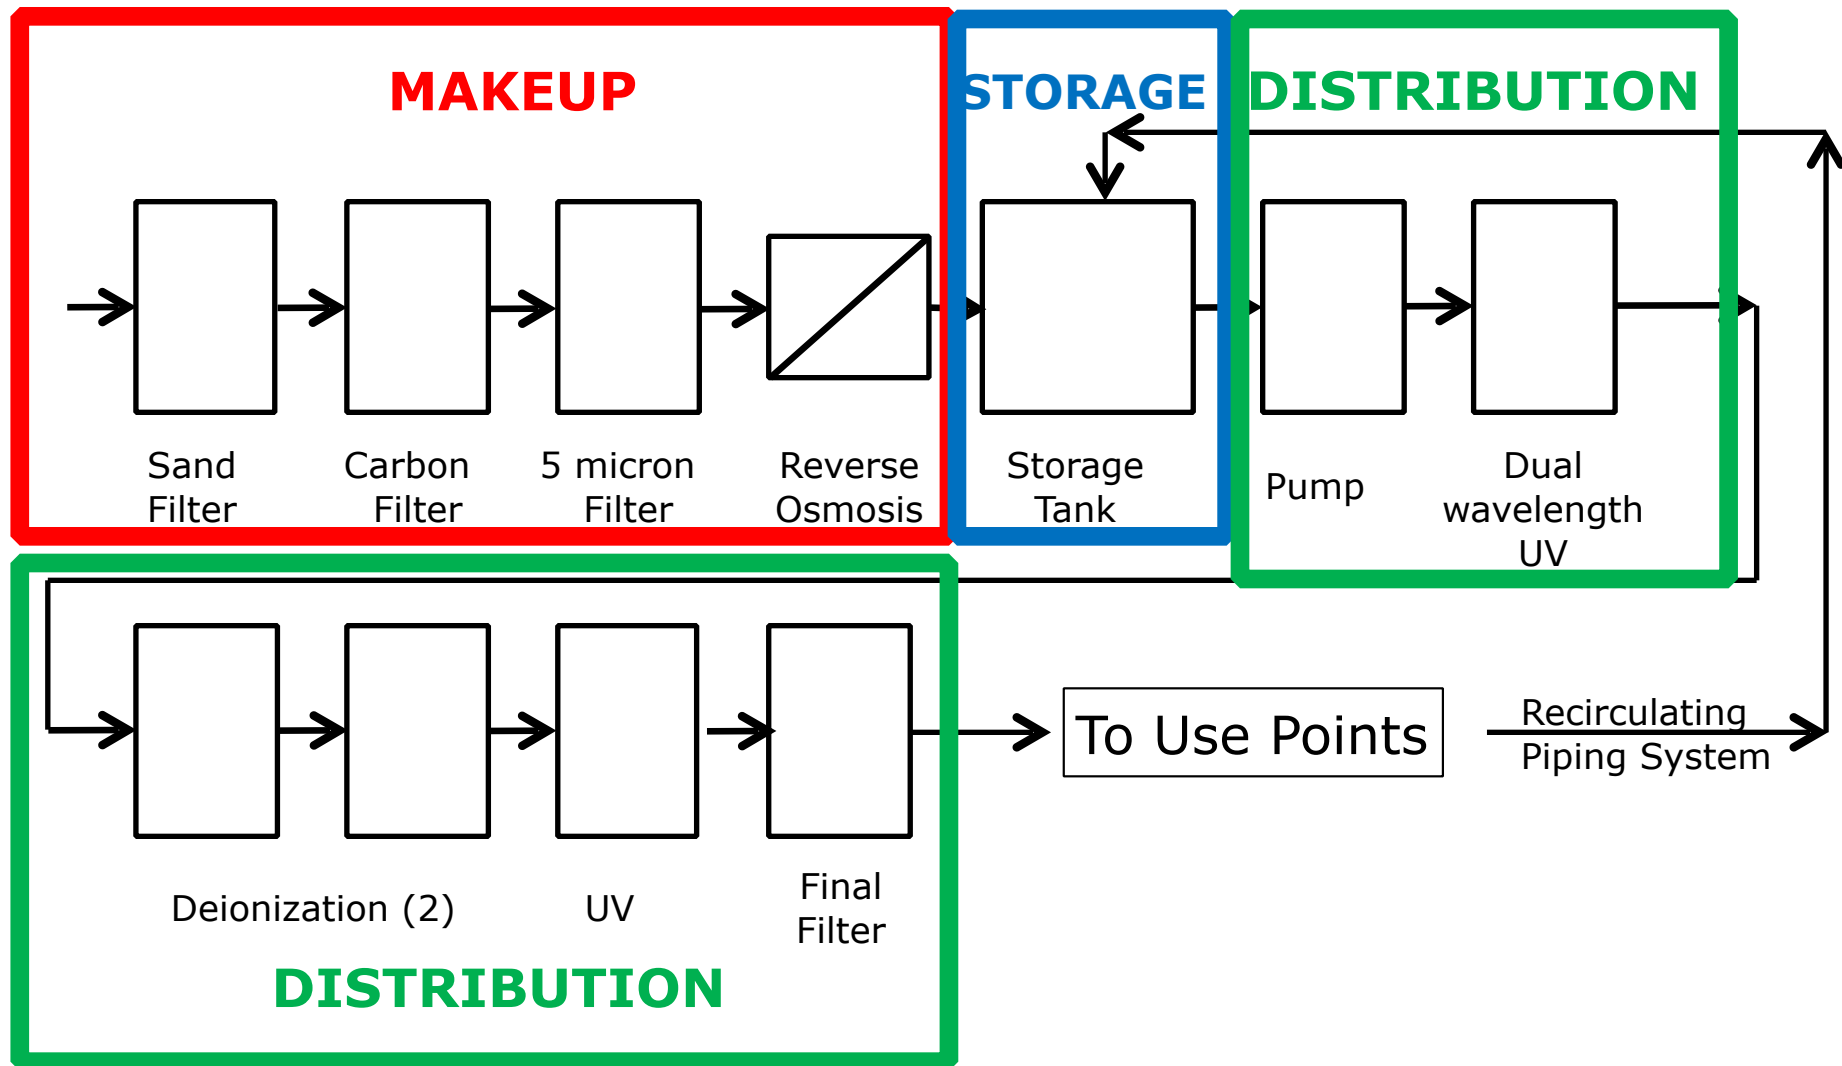 MAKEUP
STORAGE
DISTRIBUTION
Sand
Filter
Carbon
Filter
5 micron
Filter
Reverse
Osmosis
Storage
Tank
Pump
Dual
wavelength
UV
To Use Points
Recirculating
Piping System
Deionization (2)
UV
Final
Filter
DISTRIBUTION